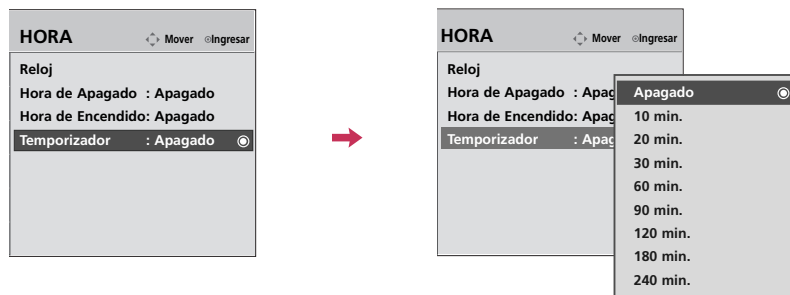 HORA Mover Ingresar
Reloj
Hora de Apagado : Apagado
Hora de Encendido: Apagado
Temporizador : Apagado
HORA Mover Ingresar
Reloj
Hora de Apagado : Apag
Hora de Encendido: Apag
Temporizador : Apag
Apagado
10 min.
20 min.
30 min.
60 min.
90 min.
120 min.
180 min.
240 min.